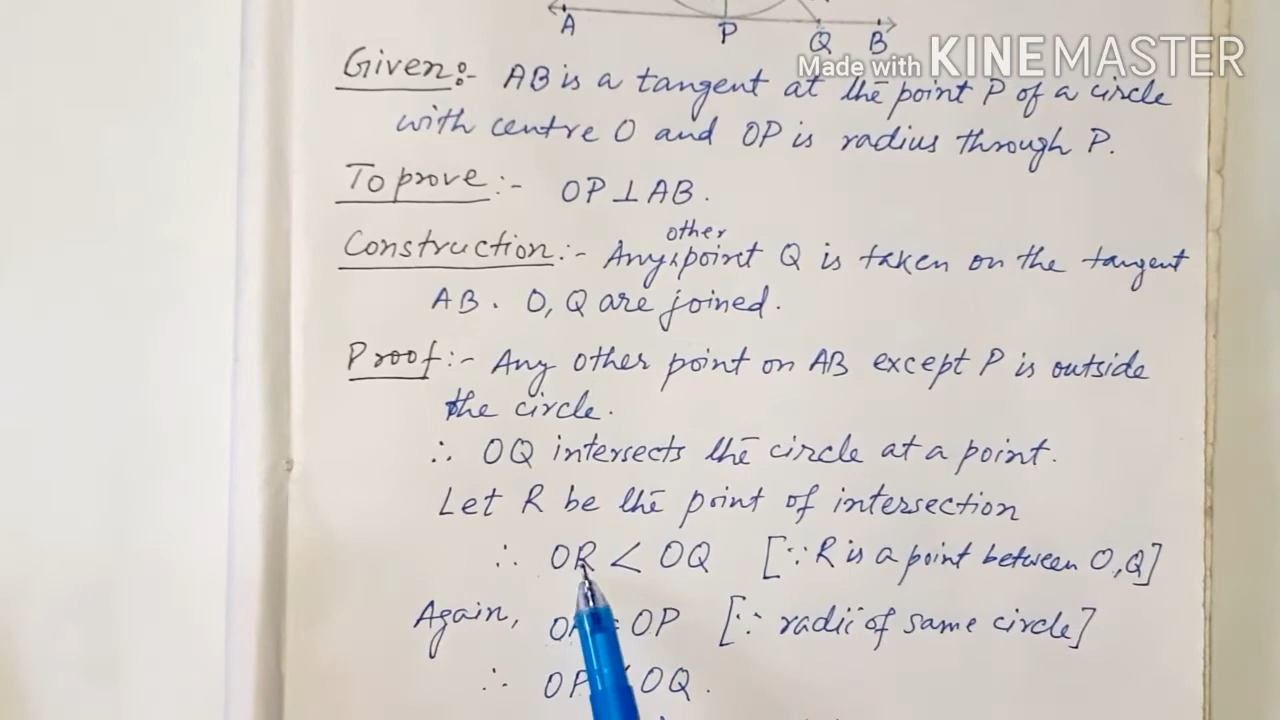 A P Q B
Made with KINEMASTER
Given:- AB is a tangent at the point P of a circle
with centre O and OP is radius through P.
To prove:- OP ⊥ AB.
Construction:- Any other point Q is taken on the tangent
AB. O, Q are joined.
Proof:- Any other point on AB except P is outside
the circle.
∴ OQ intersects the circle at a point.
Let R be the point of intersection
∴ OR < OQ [∵ R is a point between O,Q]
Again, = OP [∵ radii of same circle]
∴ OP < OQ.